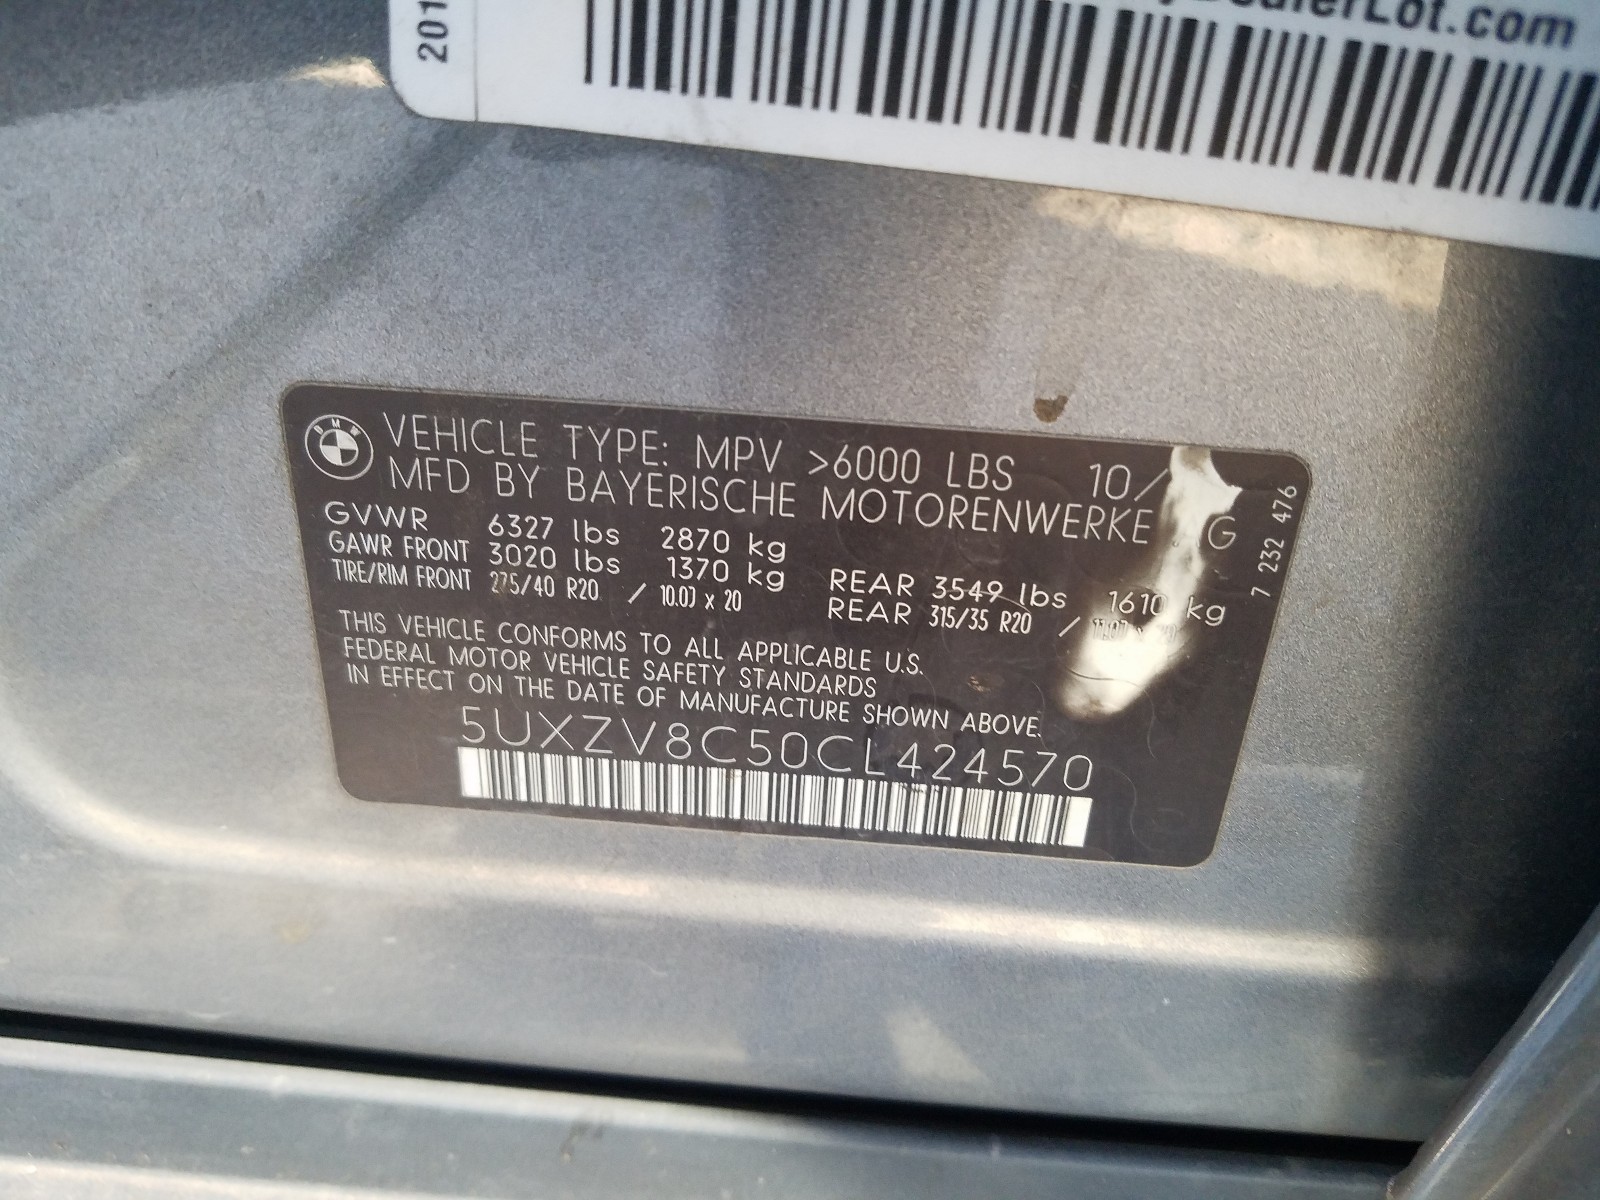 201
DealerLot.com
BMW
VEHICLE TYPE: MPV >6000 LBS 10/
MFD BY BAYERISCHE MOTORENWERKE G
GVWR 6327 lbs 2870 kg
GAWR FRONT 3020 lbs 1370 kg REAR 3549 lbs 1610 kg
TIRE/RIM FRONT 275/40 R20 / 10.0J x 20 REAR 315/35 R20 /
THIS VEHICLE CONFORMS TO ALL APPLICABLE U.S.
FEDERAL MOTOR VEHICLE SAFETY STANDARDS
IN EFFECT ON THE DATE OF MANUFACTURE SHOWN ABOVE.
5UXZV8C50CL424570
7 232 476